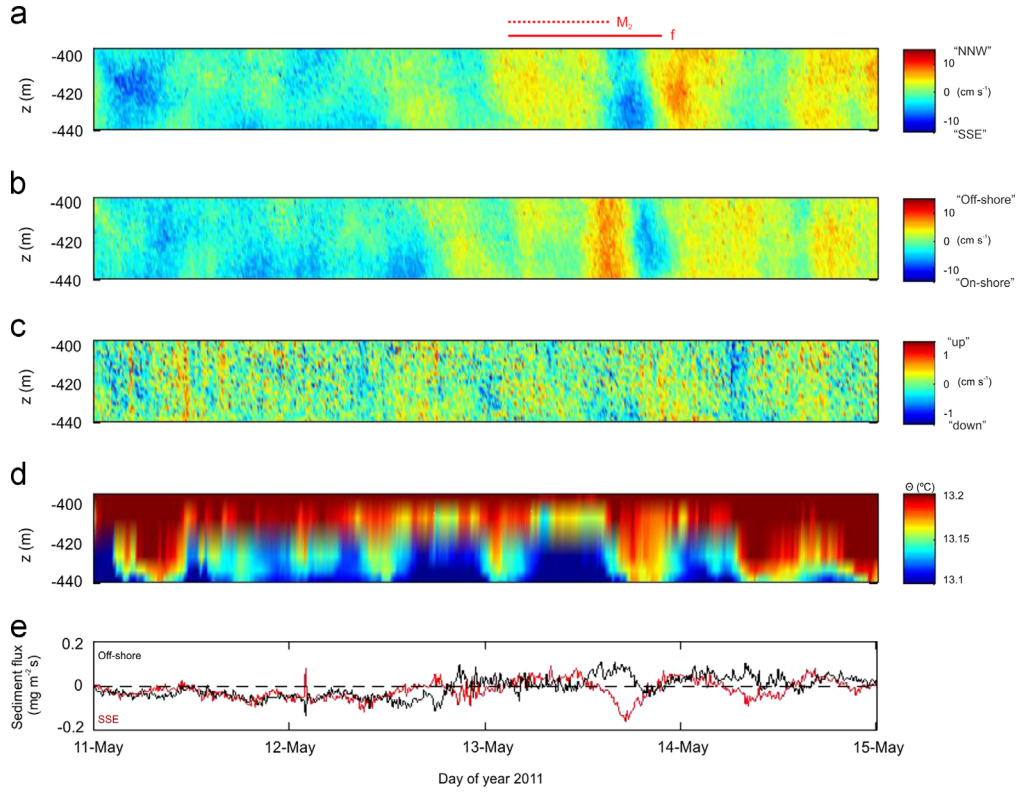 a
M₂
f
-400
-420
-440
z (m)
"NNW"
10
0 (cm s⁻¹)
-10
"SSE"
b
-400
-420
-440
z (m)
"Off-shore"
10
0 (cm s⁻¹)
-10
"On-shore"
c
-400
-420
-440
z (m)
"up"
1
0 (cm s⁻¹)
-1
"down"
d
-400
-420
-440
z (m)
Θ (ºC)
13.2
13.15
13.1
e
0.2
0
-0.2
Sediment flux
(mg m⁻² s)
Off-shore
SSE
11-May 12-May 13-May 14-May 15-May
Day of year 2011